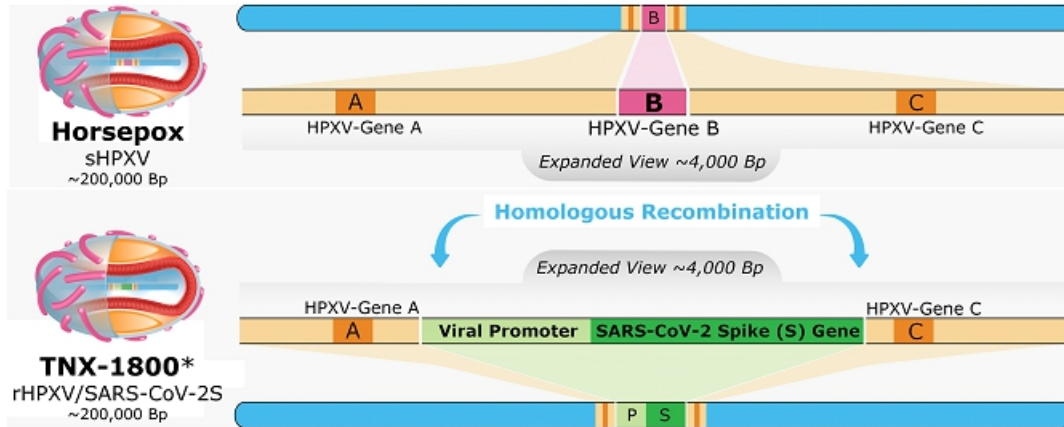 B
A
B
C
HPXV-Gene A
HPXV-Gene B
HPXV-Gene C
Horsepox
sHPXV
~200,000 Bp
Expanded View ~4,000 Bp
Homologous Recombination
Expanded View ~4,000 Bp
HPXV-Gene A
HPXV-Gene C
A
Viral Promoter
SARS-CoV-2 Spike (S) Gene
C
TNX-1800*
rHPXV/SARS-CoV-2S
~200,000 Bp
P
S